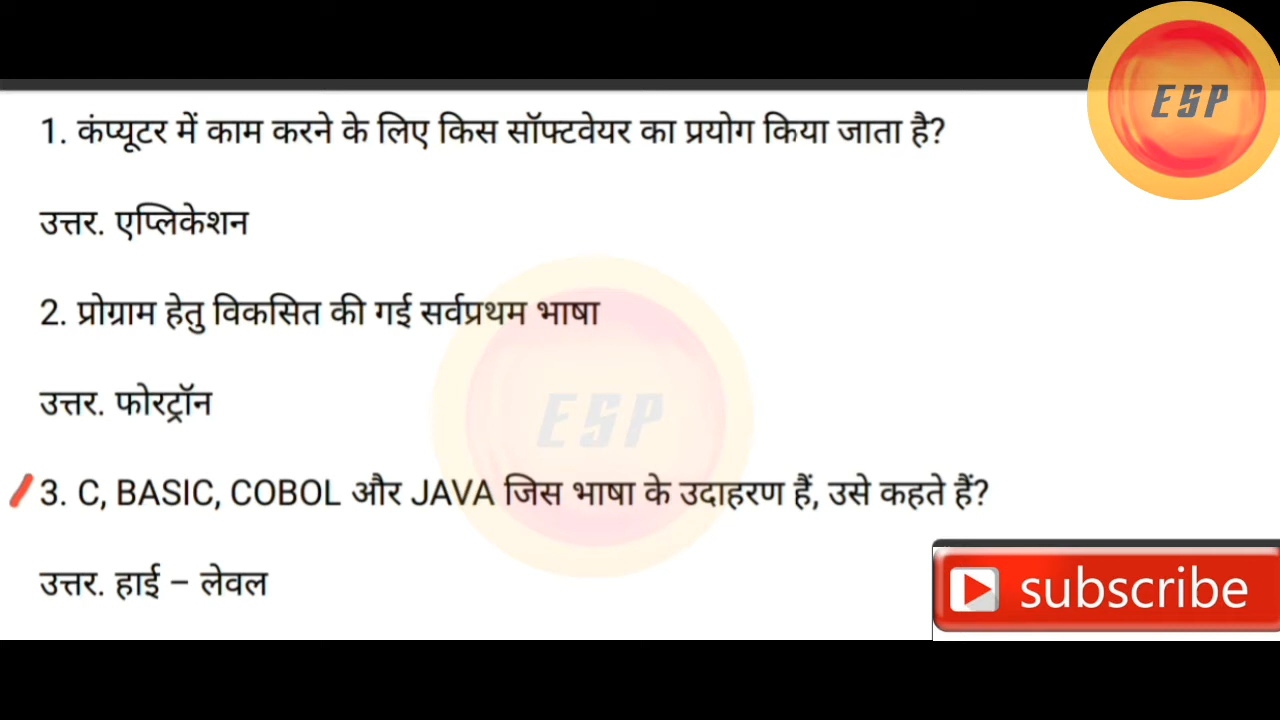 ESP
1. कंप्यूटर में काम करने के लिए किस सॉफ्टवेयर का प्रयोग किया जाता है?
उत्तर. एप्लिकेशन
2. प्रोग्राम हेतु विकसित की गई सर्वप्रथम भाषा
उत्तर. फोरट्रॉन
ESP
3. C, BASIC, COBOL और JAVA जिस भाषा के उदाहरण हैं, उसे कहते हैं?
उत्तर. हाई – लेवल
subscribe